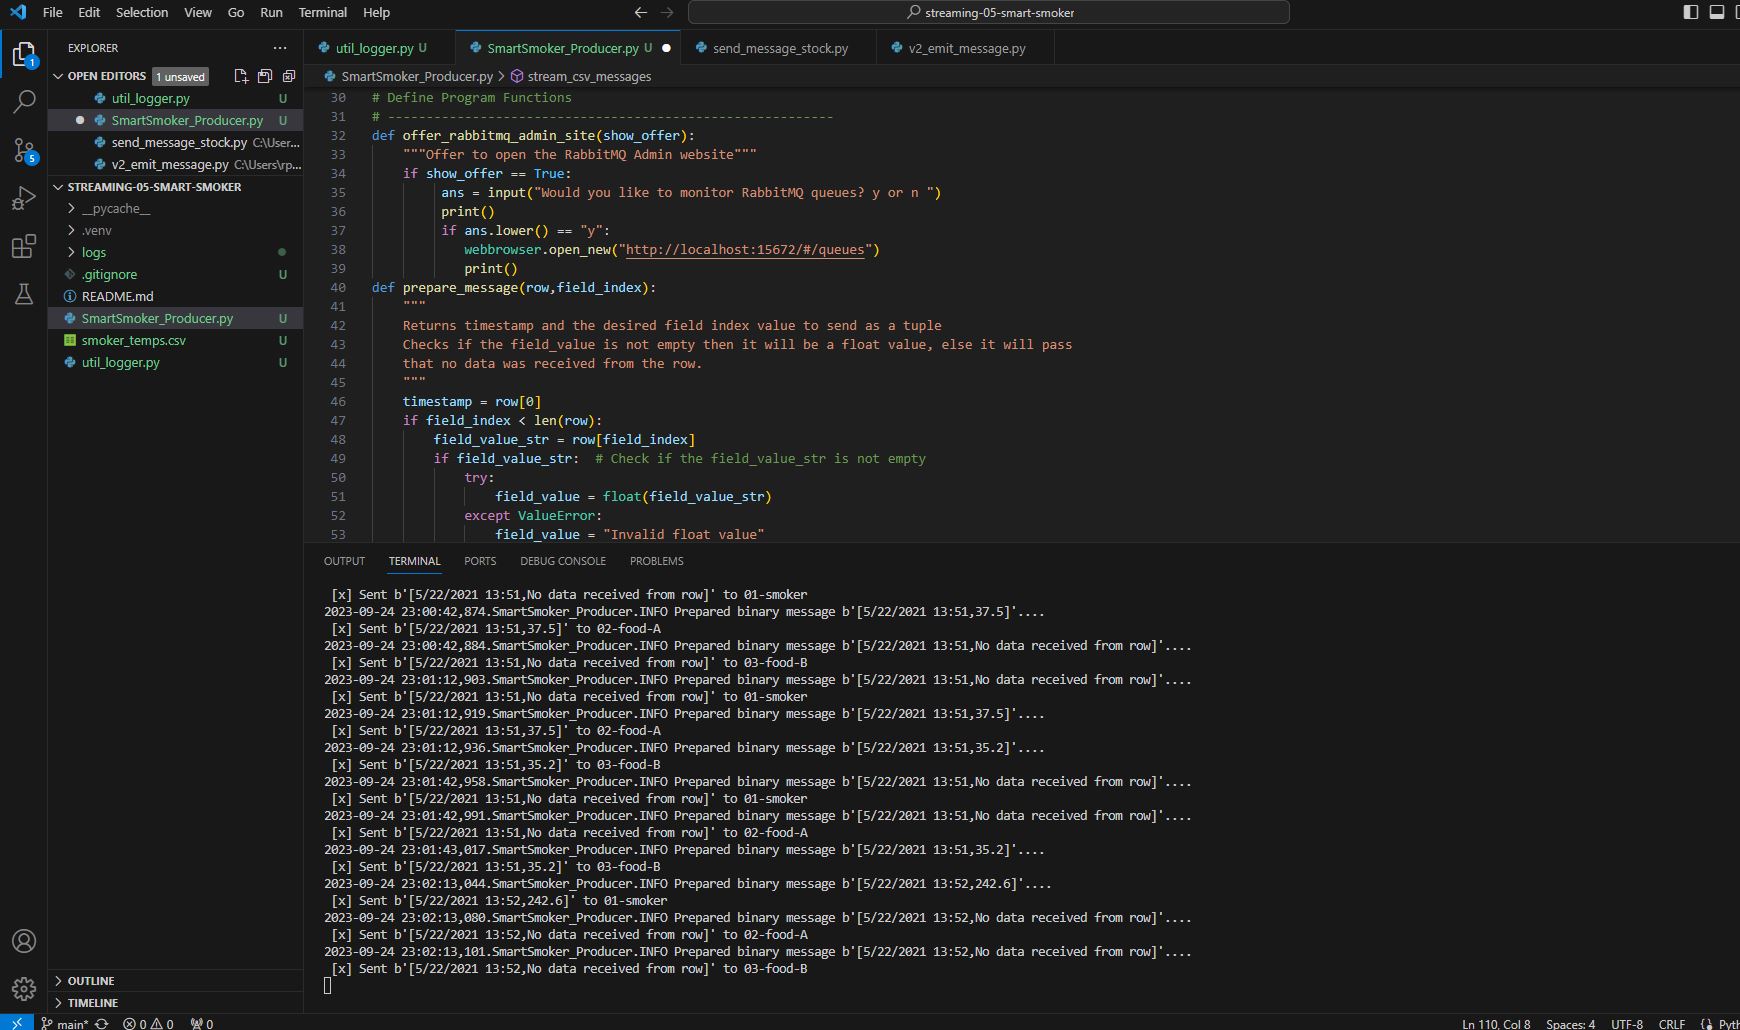 File Edit Selection View Go Run Terminal Help
streaming-05-smart-smoker
EXPLORER
OPEN EDITORS 1 unsaved
util_logger.py U
SmartSmoker_Producer.py U
send_message_stock.py C:\User...
v2_emit_message.py C:\Users\rp...
STREAMING-05-SMART-SMOKER
__pycache__
.venv
logs
.gitignore U
README.md
SmartSmoker_Producer.py U
smoker_temps.csv U
util_logger.py U
OUTLINE
TIMELINE
util_logger.py U SmartSmoker_Producer.py U send_message_stock.py v2_emit_message.py
SmartSmoker_Producer.py > stream_csv_messages
30 # Define Program Functions
31 # ----------------------------------------------------------
32 def offer_rabbitmq_admin_site(show_offer):
33 """Offer to open the RabbitMQ Admin website"""
34 if show_offer == True:
35 ans = input("Would you like to monitor RabbitMQ queues? y or n ")
36 print()
37 if ans.lower() == "y":
38 webbrowser.open_new("http://localhost:15672/#/queues")
39 print()
40 def prepare_message(row,field_index):
41 """
42 Returns timestamp and the desired field index value to send as a tuple
43 Checks if the field_value is not empty then it will be a float value, else it will pass
44 that no data was received from the row.
45 """
46 timestamp = row[0]
47 if field_index < len(row):
48 field_value_str = row[field_index]
49 if field_value_str: # Check if the field_value_str is not empty
50 try:
51 field_value = float(field_value_str)
52 except ValueError:
53 field_value = "Invalid float value"
OUTPUT TERMINAL PORTS DEBUG CONSOLE PROBLEMS
[x] Sent b'[5/22/2021 13:51,No data received from row]' to 01-smoker
2023-09-24 23:00:42,874.SmartSmoker_Producer.INFO Prepared binary message b'[5/22/2021 13:51,37.5]'....
[x] Sent b'[5/22/2021 13:51,37.5]' to 02-food-A
2023-09-24 23:00:42,884.SmartSmoker_Producer.INFO Prepared binary message b'[5/22/2021 13:51,No data received from row]'....
[x] Sent b'[5/22/2021 13:51,No data received from row]' to 03-food-B
2023-09-24 23:01:12,903.SmartSmoker_Producer.INFO Prepared binary message b'[5/22/2021 13:51,No data received from row]'....
[x] Sent b'[5/22/2021 13:51,No data received from row]' to 01-smoker
2023-09-24 23:01:12,919.SmartSmoker_Producer.INFO Prepared binary message b'[5/22/2021 13:51,37.5]'....
[x] Sent b'[5/22/2021 13:51,37.5]' to 02-food-A
2023-09-24 23:01:12,936.SmartSmoker_Producer.INFO Prepared binary message b'[5/22/2021 13:51,35.2]'....
[x] Sent b'[5/22/2021 13:51,35.2]' to 03-food-B
2023-09-24 23:01:42,958.SmartSmoker_Producer.INFO Prepared binary message b'[5/22/2021 13:51,No data received from row]'....
[x] Sent b'[5/22/2021 13:51,No data received from row]' to 01-smoker
2023-09-24 23:01:42,991.SmartSmoker_Producer.INFO Prepared binary message b'[5/22/2021 13:51,No data received from row]'....
[x] Sent b'[5/22/2021 13:51,No data received from row]' to 02-food-A
2023-09-24 23:01:43,017.SmartSmoker_Producer.INFO Prepared binary message b'[5/22/2021 13:51,35.2]'....
[x] Sent b'[5/22/2021 13:51,35.2]' to 03-food-B
2023-09-24 23:02:13,044.SmartSmoker_Producer.INFO Prepared binary message b'[5/22/2021 13:52,242.6]'....
[x] Sent b'[5/22/2021 13:52,242.6]' to 01-smoker
2023-09-24 23:02:13,080.SmartSmoker_Producer.INFO Prepared binary message b'[5/22/2021 13:52,No data received from row]'....
[x] Sent b'[5/22/2021 13:52,No data received from row]' to 02-food-A
2023-09-24 23:02:13,101.SmartSmoker_Producer.INFO Prepared binary message b'[5/22/2021 13:52,No data received from row]'....
[x] Sent b'[5/22/2021 13:52,No data received from row]' to 03-food-B
1
5
main* 0 0 0 Ln 110, Col 8 Spaces: 4 UTF-8 CRLF {} Pyth